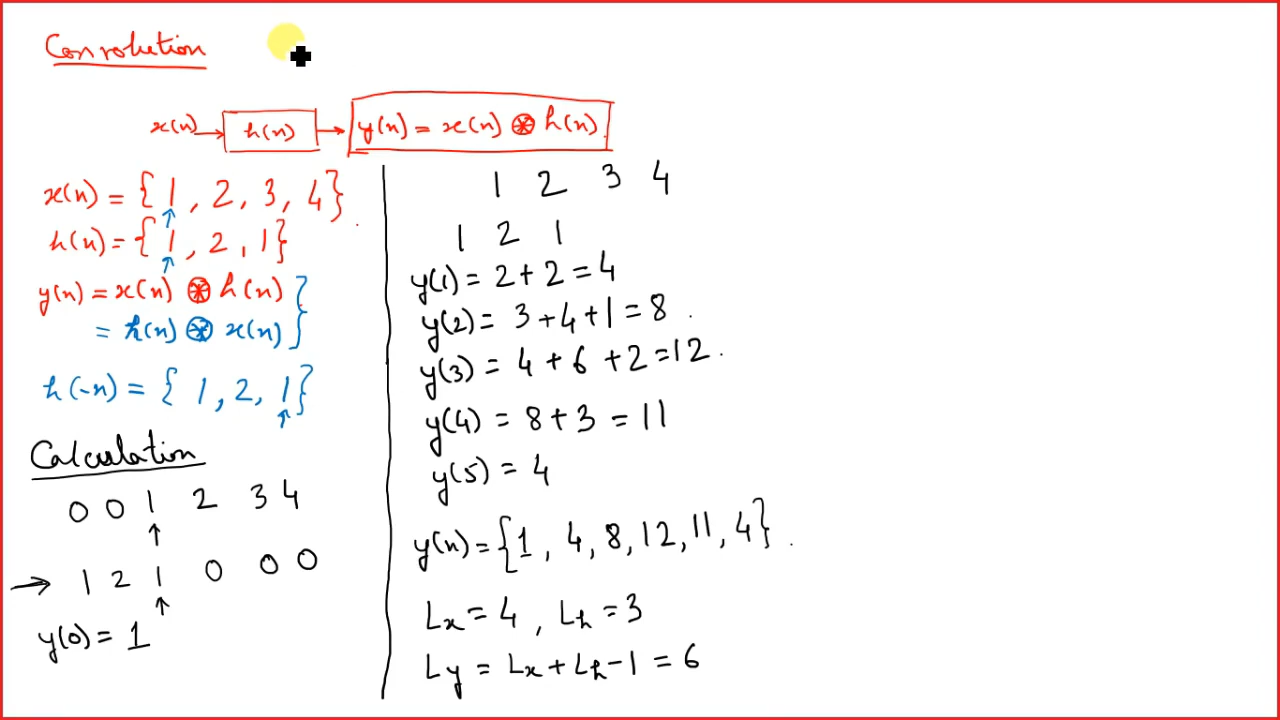 Convolution
x(n) → h(n) → y(n) = x(n) ⊛ h(n)
x(n) = { 1, 2, 3, 4 }
↑
h(n) = { 1, 2, 1 }
↑
y(n) = x(n) ⊛ h(n)
= h(n) ⊛ x(n)
h(-n) = { 1, 2, 1 }
↑
Calculation
0 0 1 2 3 4
↑
→ 1 2 1 0 0 0
↑
y(0) = 1
1 2 3 4
1 2 1
y(1) = 2 + 2 = 4
y(2) = 3 + 4 + 1 = 8
y(3) = 4 + 6 + 2 = 12
y(4) = 8 + 3 = 11
y(5) = 4
y(n) = { 1, 4, 8, 12, 11, 4 }
Lx = 4, Lh = 3
Ly = Lx + Lh - 1 = 6